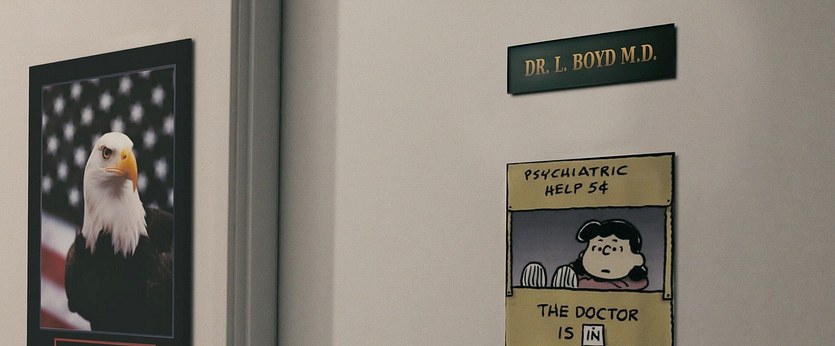 DR. L. BOYD M.D.
PSYCHIATRIC
HELP 5¢
THE DOCTOR
IS IN